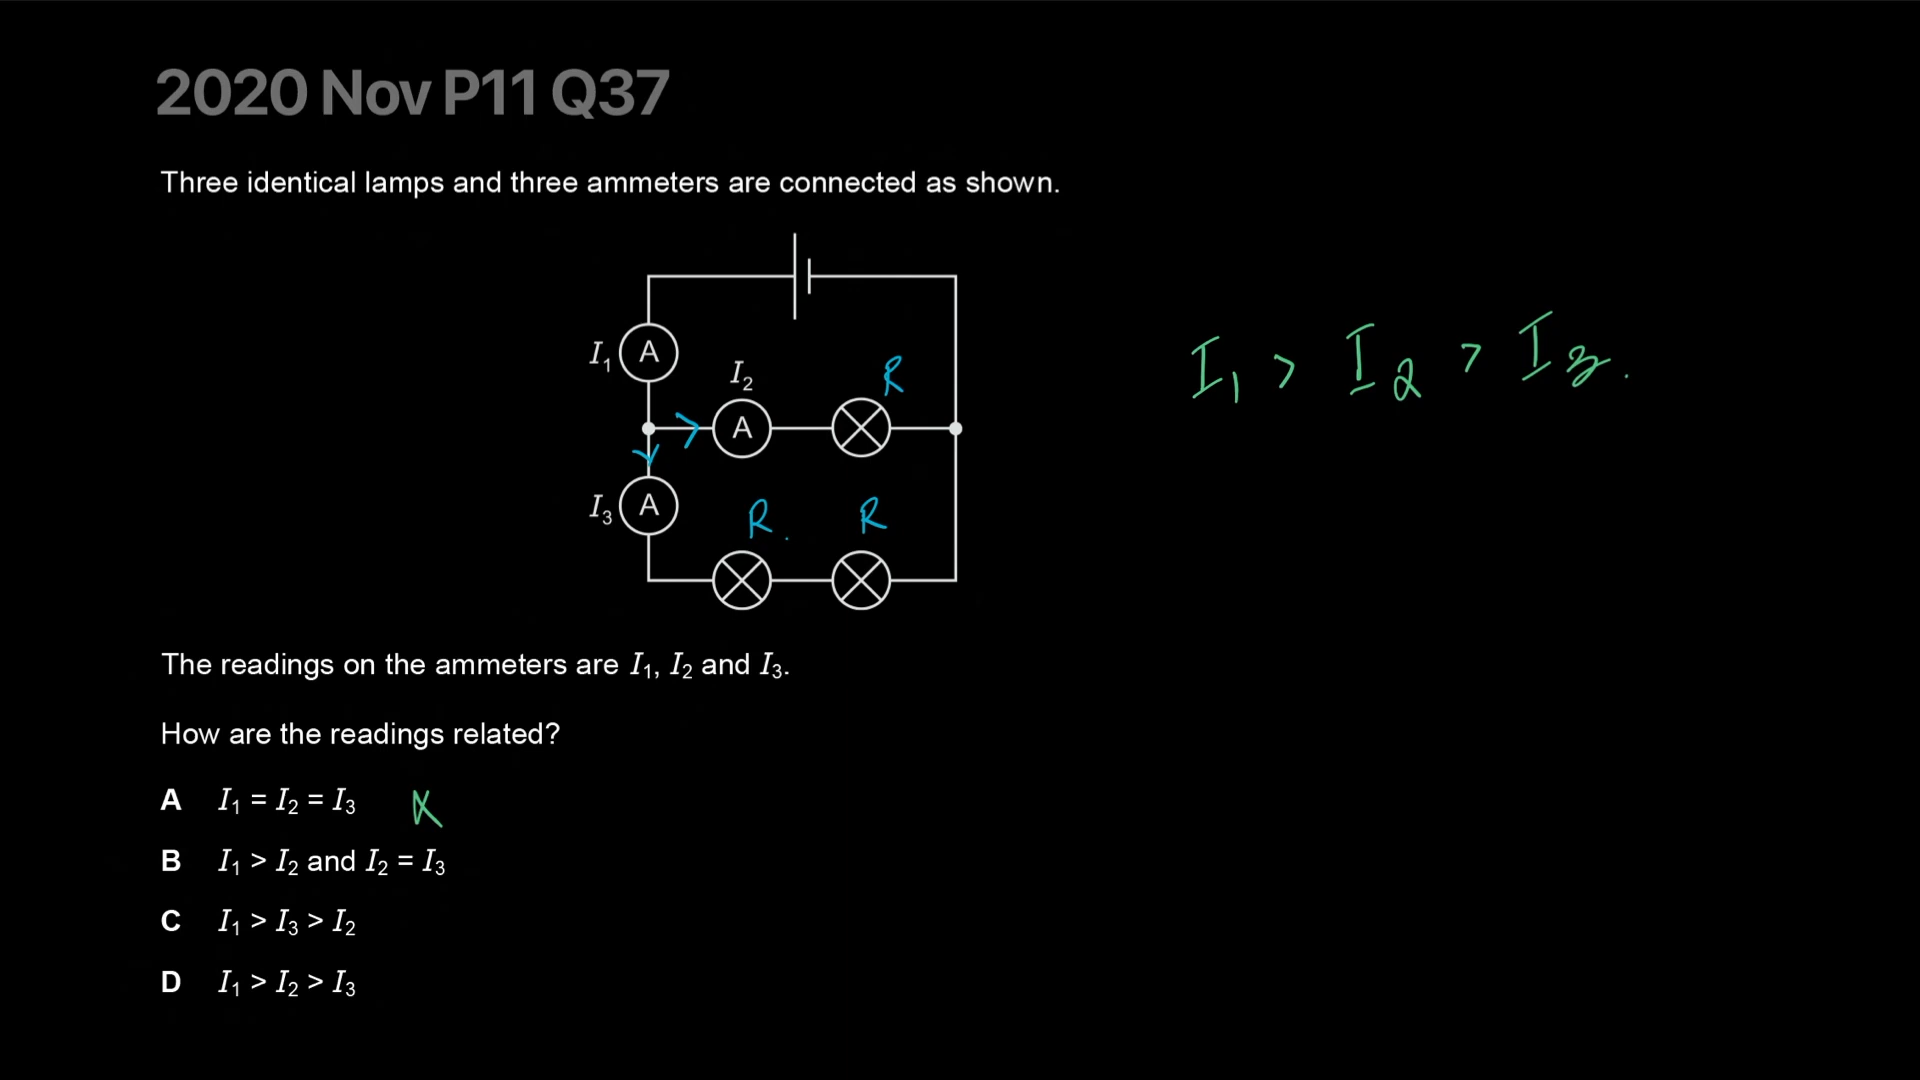 2020 Nov P11 Q37
Three identical lamps and three ammeters are connected as shown.
I₁ A
I₂
R
I₁ > I₂ > I₃.
A
I₃ A
R.
R
The readings on the ammeters are I₁, I₂ and I₃.
How are the readings related?
A I₁ = I₂ = I₃
B I₁ > I₂ and I₂ = I₃
C I₁ > I₃ > I₂
D I₁ > I₂ > I₃